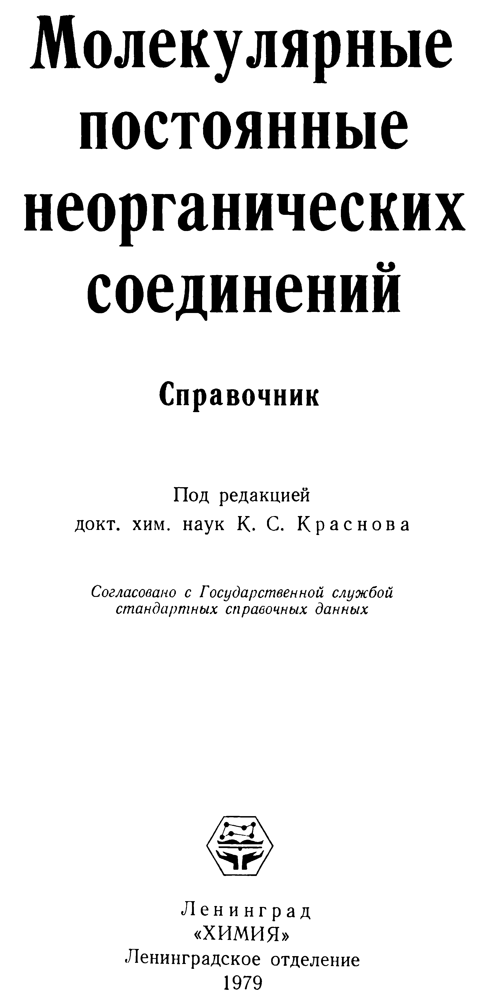 Молекулярные
постоянные
неорганических
соединений
Справочник
Под редакцией
докт. хим. наук К. С. Краснова
Согласовано с Государственной службой
стандартных справочных данных
Ленинград
«ХИМИЯ»
Ленинградское отделение
1979